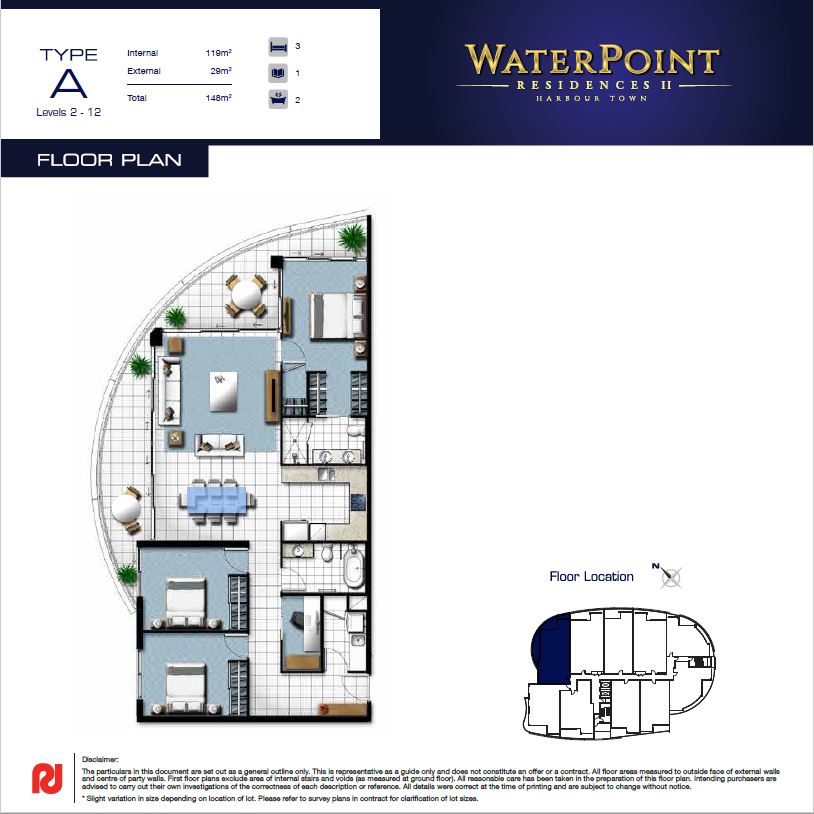 TYPE
A
Levels 2 - 12
Internal 119m²
External 29m²
Total 148m²
3
1
2
WATERPOINT
RESIDENCES II
HARBOUR TOWN
FLOOR PLAN
Floor Location
N
Disclaimer:
The particulars in this document are set out as a general outline only. This is representative as a guide only and does not constitute an offer or a contract. All floor areas measured to outside face of external walls
and centre of party walls. First floor plans exclude area of internal stairs and voids (as measured at ground floor). All reasonable care has been taken in the preparation of this floor plan. Intending purchasers are
advised to carry out their own investigations of the correctness of each description or reference. All details were correct at the time of printing and are subject to change without notice.
* Slight variation in size depending on location of lot. Please refer to survey plans in contract for clarification of lot sizes.